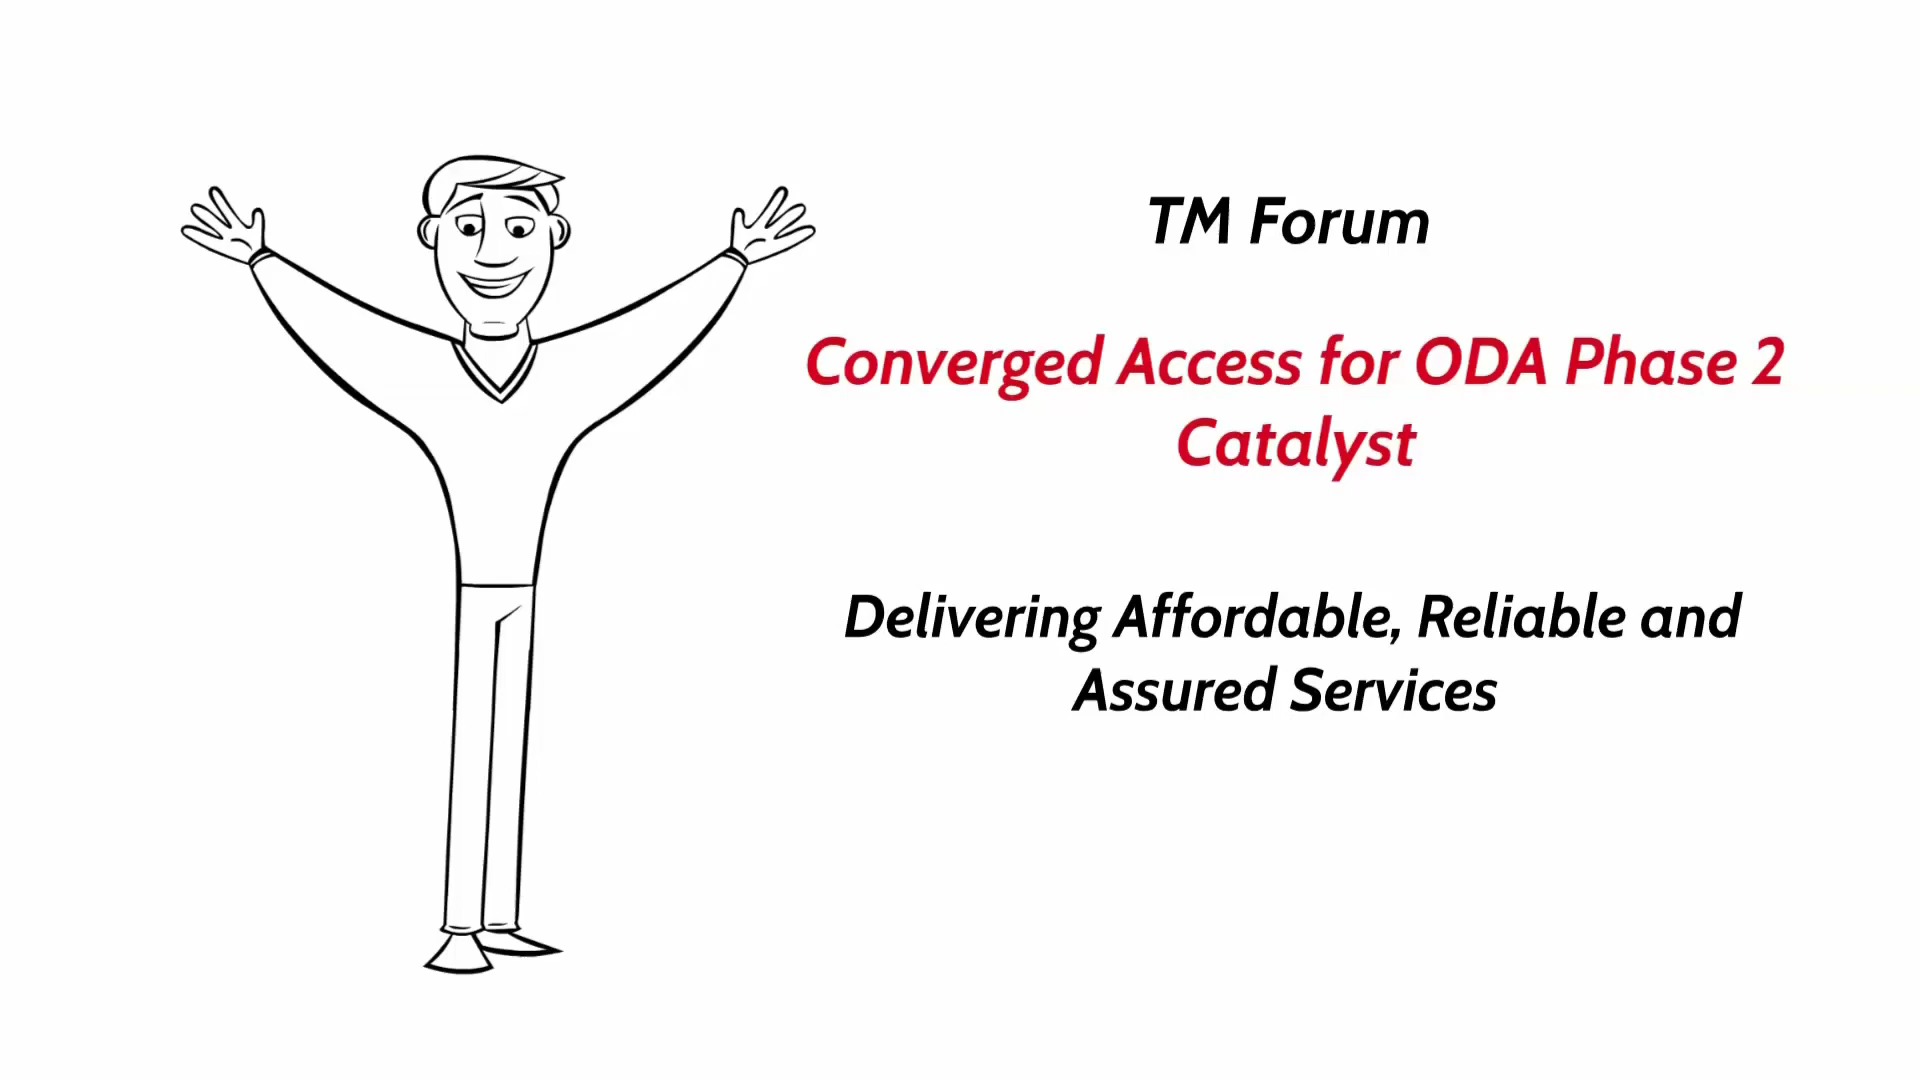 TM Forum
Converged Access for ODA Phase 2
Catalyst
Delivering Affordable, Reliable and
Assured Services